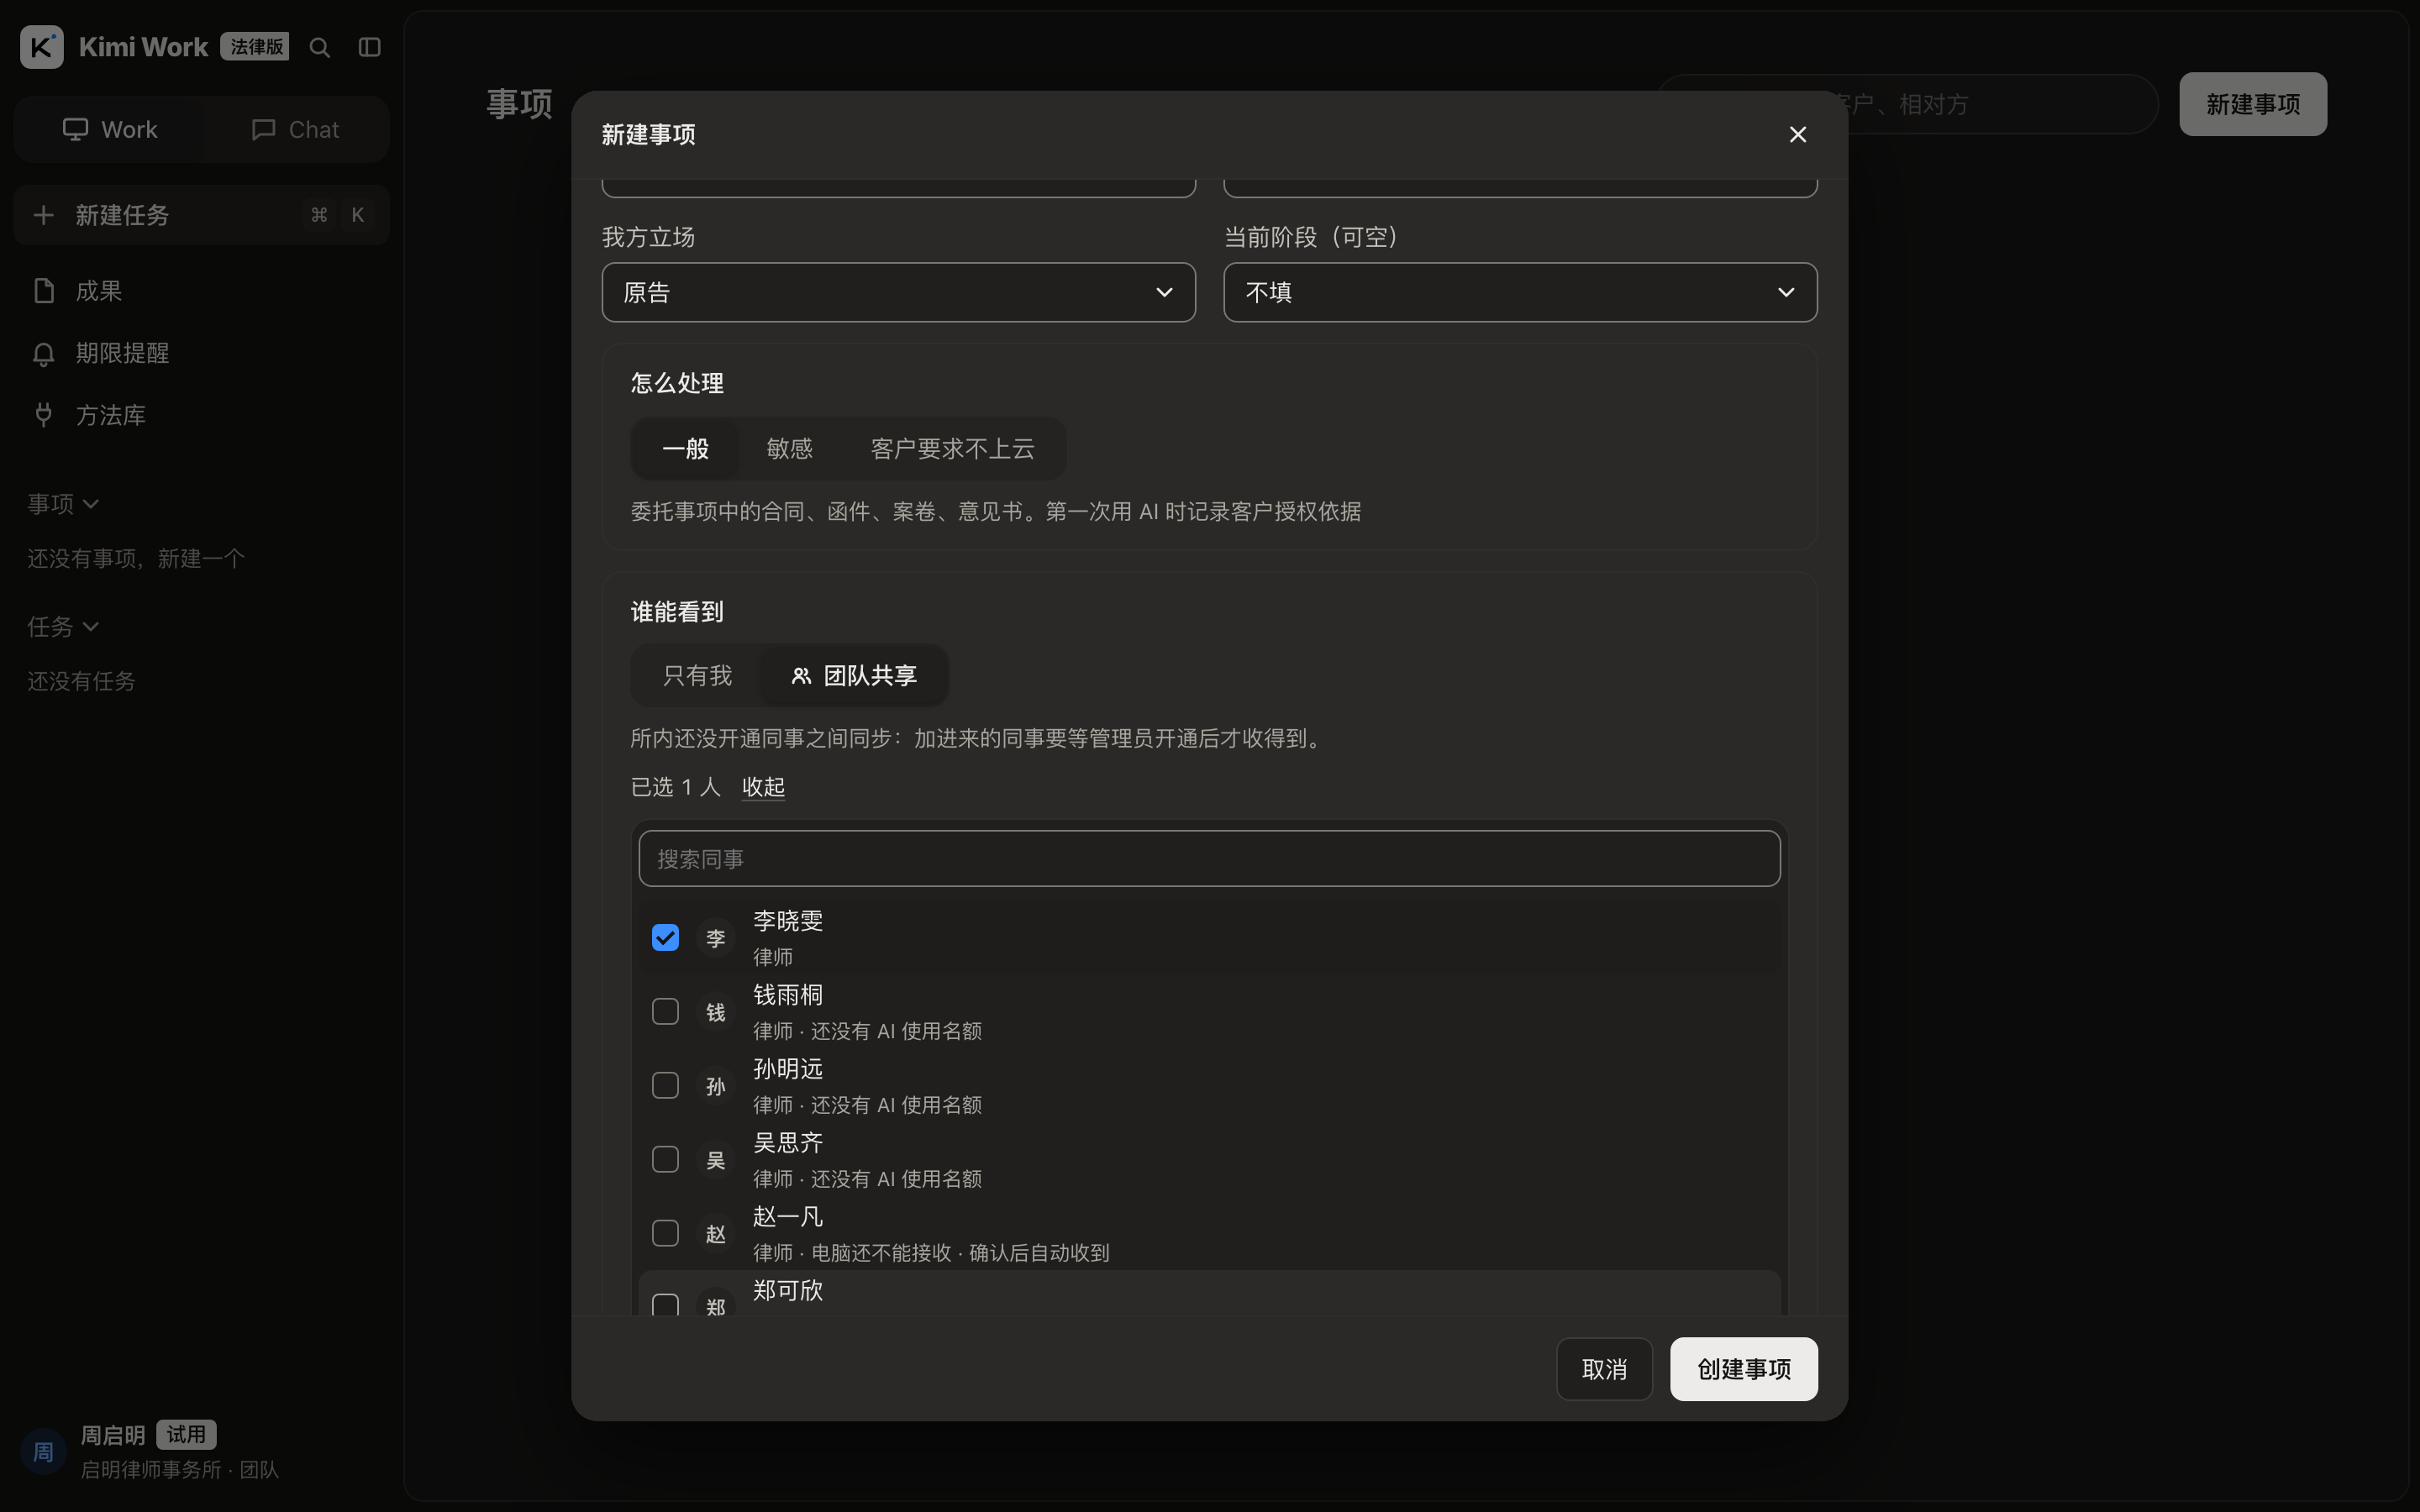 Kimi Work 法律版
Work
Chat
新建任务 ⌘ K
成果
期限提醒
方法库
事项
还没有事项，新建一个
任务
还没有任务
周启明 试用
启明律师事务所 · 团队
事项
户、相对方
新建事项
新建事项
我方立场
当前阶段（可空）
原告
不填
怎么处理
一般 敏感 客户要求不上云
委托事项中的合同、函件、案卷、意见书。第一次用 AI 时记录客户授权依据
谁能看到
只有我 团队共享
所内还没开通同事之间同步：加进来的同事要等管理员开通后才收得到。
已选 1 人 收起
搜索同事
李 李晓雯
律师
钱 钱雨桐
律师 · 还没有 AI 使用名额
孙 孙明远
律师 · 还没有 AI 使用名额
吴 吴思齐
律师 · 还没有 AI 使用名额
赵 赵一凡
律师 · 电脑还不能接收 · 确认后自动收到
郑 郑可欣
取消
创建事项
周